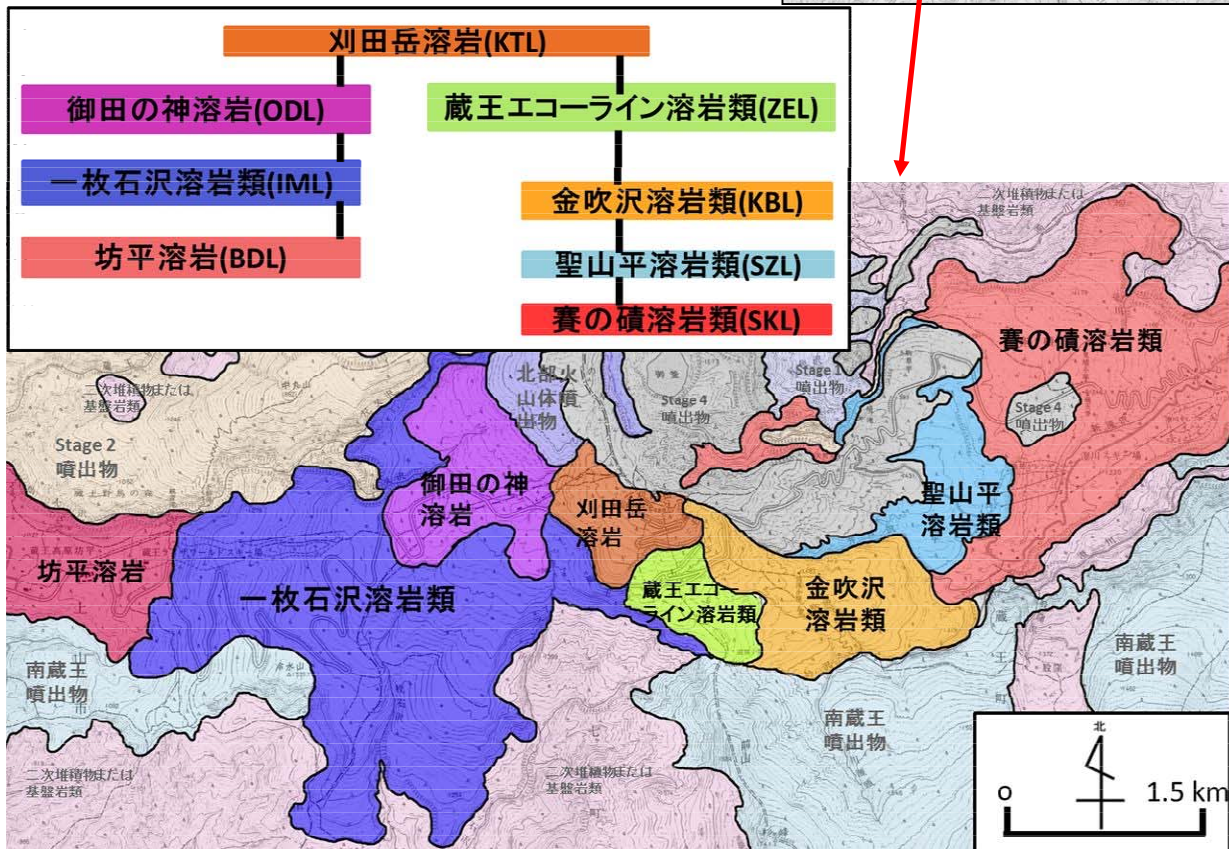 刈田岳溶岩(KTL)
御田の神溶岩(ODL)
蔵王エコーライン溶岩類(ZEL)
一枚石沢溶岩類(IML)
金吹沢溶岩類(KBL)
坊平溶岩(BDL)
聖山平溶岩類(SZL)
賽の磧溶岩類(SKL)
二次堆積物または
基盤岩類
賽の磧溶岩類
二次堆積物または
基盤岩類
北部火
山体噴
出物
Stage 4
噴出物
Stage 1
噴出物
Stage 4
噴出物
Stage 2
噴出物
御田の神
溶岩
刈田岳
溶岩
聖山平
溶岩類
坊平溶岩
一枚石沢溶岩類
蔵王エコー
ライン溶岩類
金吹沢
溶岩類
南蔵王
噴出物
南蔵王
噴出物
南蔵王
噴出物
二次堆積物または
基盤岩類
二次堆積物または
基盤岩類
北
0
1.5 km